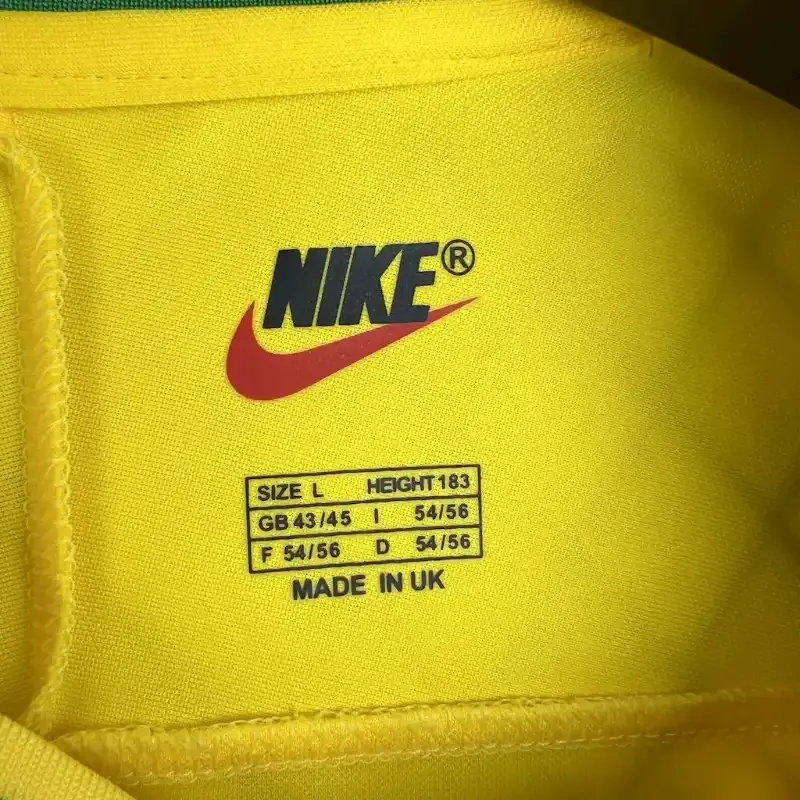 NIKE®
SIZE L HEIGHT 183
GB 43/45 I 54/56
F 54/56 D 54/56
MADE IN UK